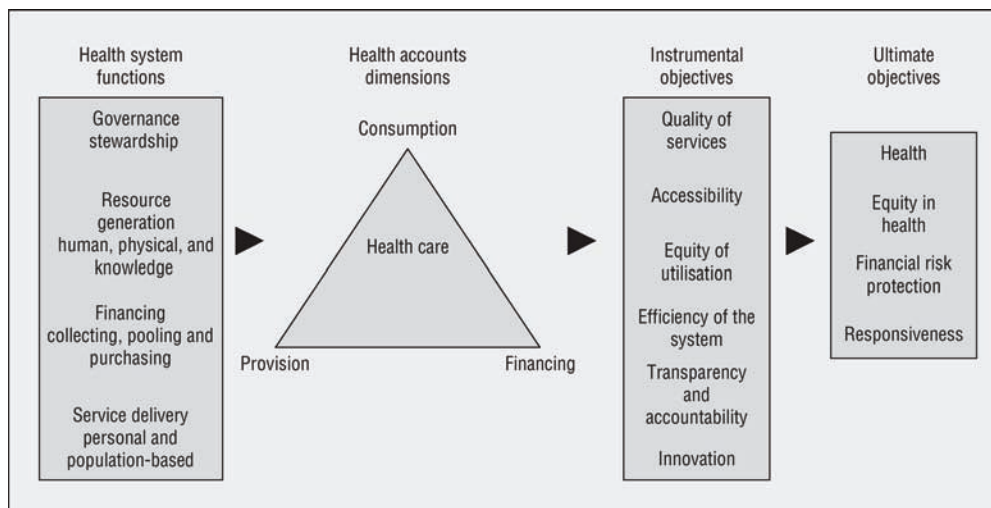 Health system
functions
Governance
stewardship
Resource
generation
human, physical, and
knowledge
Financing
collecting, pooling and
purchasing
Service delivery
personal and
population-based
Health accounts
dimensions
Consumption
Health care
Provision
Financing
Instrumental
objectives
Quality of
services
Accessibility
Equity of
utilisation
Efficiency of the
system
Transparency
and
accountability
Innovation
Ultimate
objectives
Health
Equity in
health
Financial risk
protection
Responsiveness